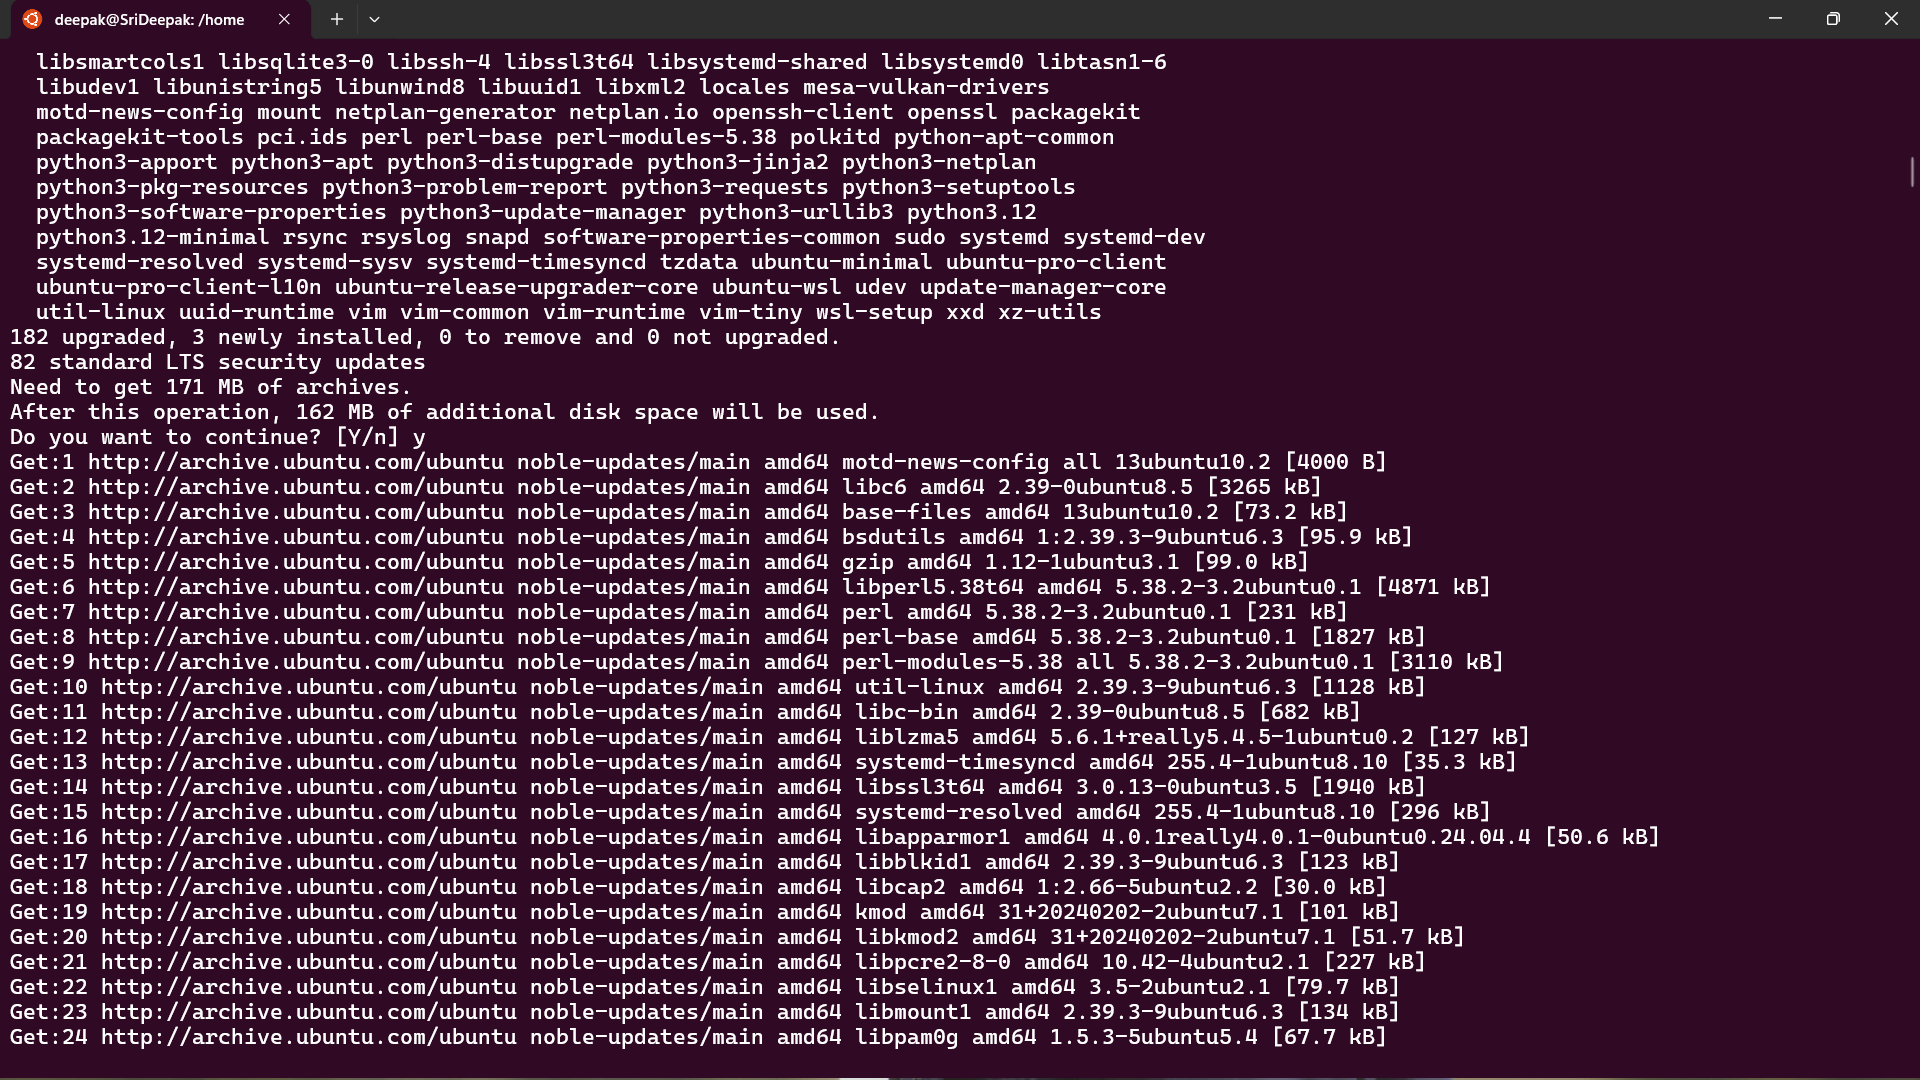 deepak@SriDeepak: /home
libsmartcols1 libsqlite3-0 libssh-4 libssl3t64 libsystemd-shared libsystemd0 libtasn1-6
libudev1 libunistring5 libunwind8 libuuid1 libxml2 locales mesa-vulkan-drivers
motd-news-config mount netplan-generator netplan.io openssh-client openssl packagekit
packagekit-tools pci.ids perl perl-base perl-modules-5.38 polkitd python-apt-common
python3-apport python3-apt python3-distupgrade python3-jinja2 python3-netplan
python3-pkg-resources python3-problem-report python3-requests python3-setuptools
python3-software-properties python3-update-manager python3-urllib3 python3.12
python3.12-minimal rsync rsyslog snapd software-properties-common sudo systemd systemd-dev
systemd-resolved systemd-sysv systemd-timesyncd tzdata ubuntu-minimal ubuntu-pro-client
ubuntu-pro-client-l10n ubuntu-release-upgrader-core ubuntu-wsl udev update-manager-core
util-linux uuid-runtime vim vim-common vim-runtime vim-tiny wsl-setup xxd xz-utils
182 upgraded, 3 newly installed, 0 to remove and 0 not upgraded.
82 standard LTS security updates
Need to get 171 MB of archives.
After this operation, 162 MB of additional disk space will be used.
Do you want to continue? [Y/n] y
Get:1 http://archive.ubuntu.com/ubuntu noble-updates/main amd64 motd-news-config all 13ubuntu10.2 [4000 B]
Get:2 http://archive.ubuntu.com/ubuntu noble-updates/main amd64 libc6 amd64 2.39-0ubuntu8.5 [3265 kB]
Get:3 http://archive.ubuntu.com/ubuntu noble-updates/main amd64 base-files amd64 13ubuntu10.2 [73.2 kB]
Get:4 http://archive.ubuntu.com/ubuntu noble-updates/main amd64 bsdutils amd64 1:2.39.3-9ubuntu6.3 [95.9 kB]
Get:5 http://archive.ubuntu.com/ubuntu noble-updates/main amd64 gzip amd64 1.12-1ubuntu3.1 [99.0 kB]
Get:6 http://archive.ubuntu.com/ubuntu noble-updates/main amd64 libperl5.38t64 amd64 5.38.2-3.2ubuntu0.1 [4871 kB]
Get:7 http://archive.ubuntu.com/ubuntu noble-updates/main amd64 perl amd64 5.38.2-3.2ubuntu0.1 [231 kB]
Get:8 http://archive.ubuntu.com/ubuntu noble-updates/main amd64 perl-base amd64 5.38.2-3.2ubuntu0.1 [1827 kB]
Get:9 http://archive.ubuntu.com/ubuntu noble-updates/main amd64 perl-modules-5.38 all 5.38.2-3.2ubuntu0.1 [3110 kB]
Get:10 http://archive.ubuntu.com/ubuntu noble-updates/main amd64 util-linux amd64 2.39.3-9ubuntu6.3 [1128 kB]
Get:11 http://archive.ubuntu.com/ubuntu noble-updates/main amd64 libc-bin amd64 2.39-0ubuntu8.5 [682 kB]
Get:12 http://archive.ubuntu.com/ubuntu noble-updates/main amd64 liblzma5 amd64 5.6.1+really5.4.5-1ubuntu0.2 [127 kB]
Get:13 http://archive.ubuntu.com/ubuntu noble-updates/main amd64 systemd-timesyncd amd64 255.4-1ubuntu8.10 [35.3 kB]
Get:14 http://archive.ubuntu.com/ubuntu noble-updates/main amd64 libssl3t64 amd64 3.0.13-0ubuntu3.5 [1940 kB]
Get:15 http://archive.ubuntu.com/ubuntu noble-updates/main amd64 systemd-resolved amd64 255.4-1ubuntu8.10 [296 kB]
Get:16 http://archive.ubuntu.com/ubuntu noble-updates/main amd64 libapparmor1 amd64 4.0.1really4.0.1-0ubuntu0.24.04.4 [50.6 kB]
Get:17 http://archive.ubuntu.com/ubuntu noble-updates/main amd64 libblkid1 amd64 2.39.3-9ubuntu6.3 [123 kB]
Get:18 http://archive.ubuntu.com/ubuntu noble-updates/main amd64 libcap2 amd64 1:2.66-5ubuntu2.2 [30.0 kB]
Get:19 http://archive.ubuntu.com/ubuntu noble-updates/main amd64 kmod amd64 31+20240202-2ubuntu7.1 [101 kB]
Get:20 http://archive.ubuntu.com/ubuntu noble-updates/main amd64 libkmod2 amd64 31+20240202-2ubuntu7.1 [51.7 kB]
Get:21 http://archive.ubuntu.com/ubuntu noble-updates/main amd64 libpcre2-8-0 amd64 10.42-4ubuntu2.1 [227 kB]
Get:22 http://archive.ubuntu.com/ubuntu noble-updates/main amd64 libselinux1 amd64 3.5-2ubuntu2.1 [79.7 kB]
Get:23 http://archive.ubuntu.com/ubuntu noble-updates/main amd64 libmount1 amd64 2.39.3-9ubuntu6.3 [134 kB]
Get:24 http://archive.ubuntu.com/ubuntu noble-updates/main amd64 libpam0g amd64 1.5.3-5ubuntu5.4 [67.7 kB]